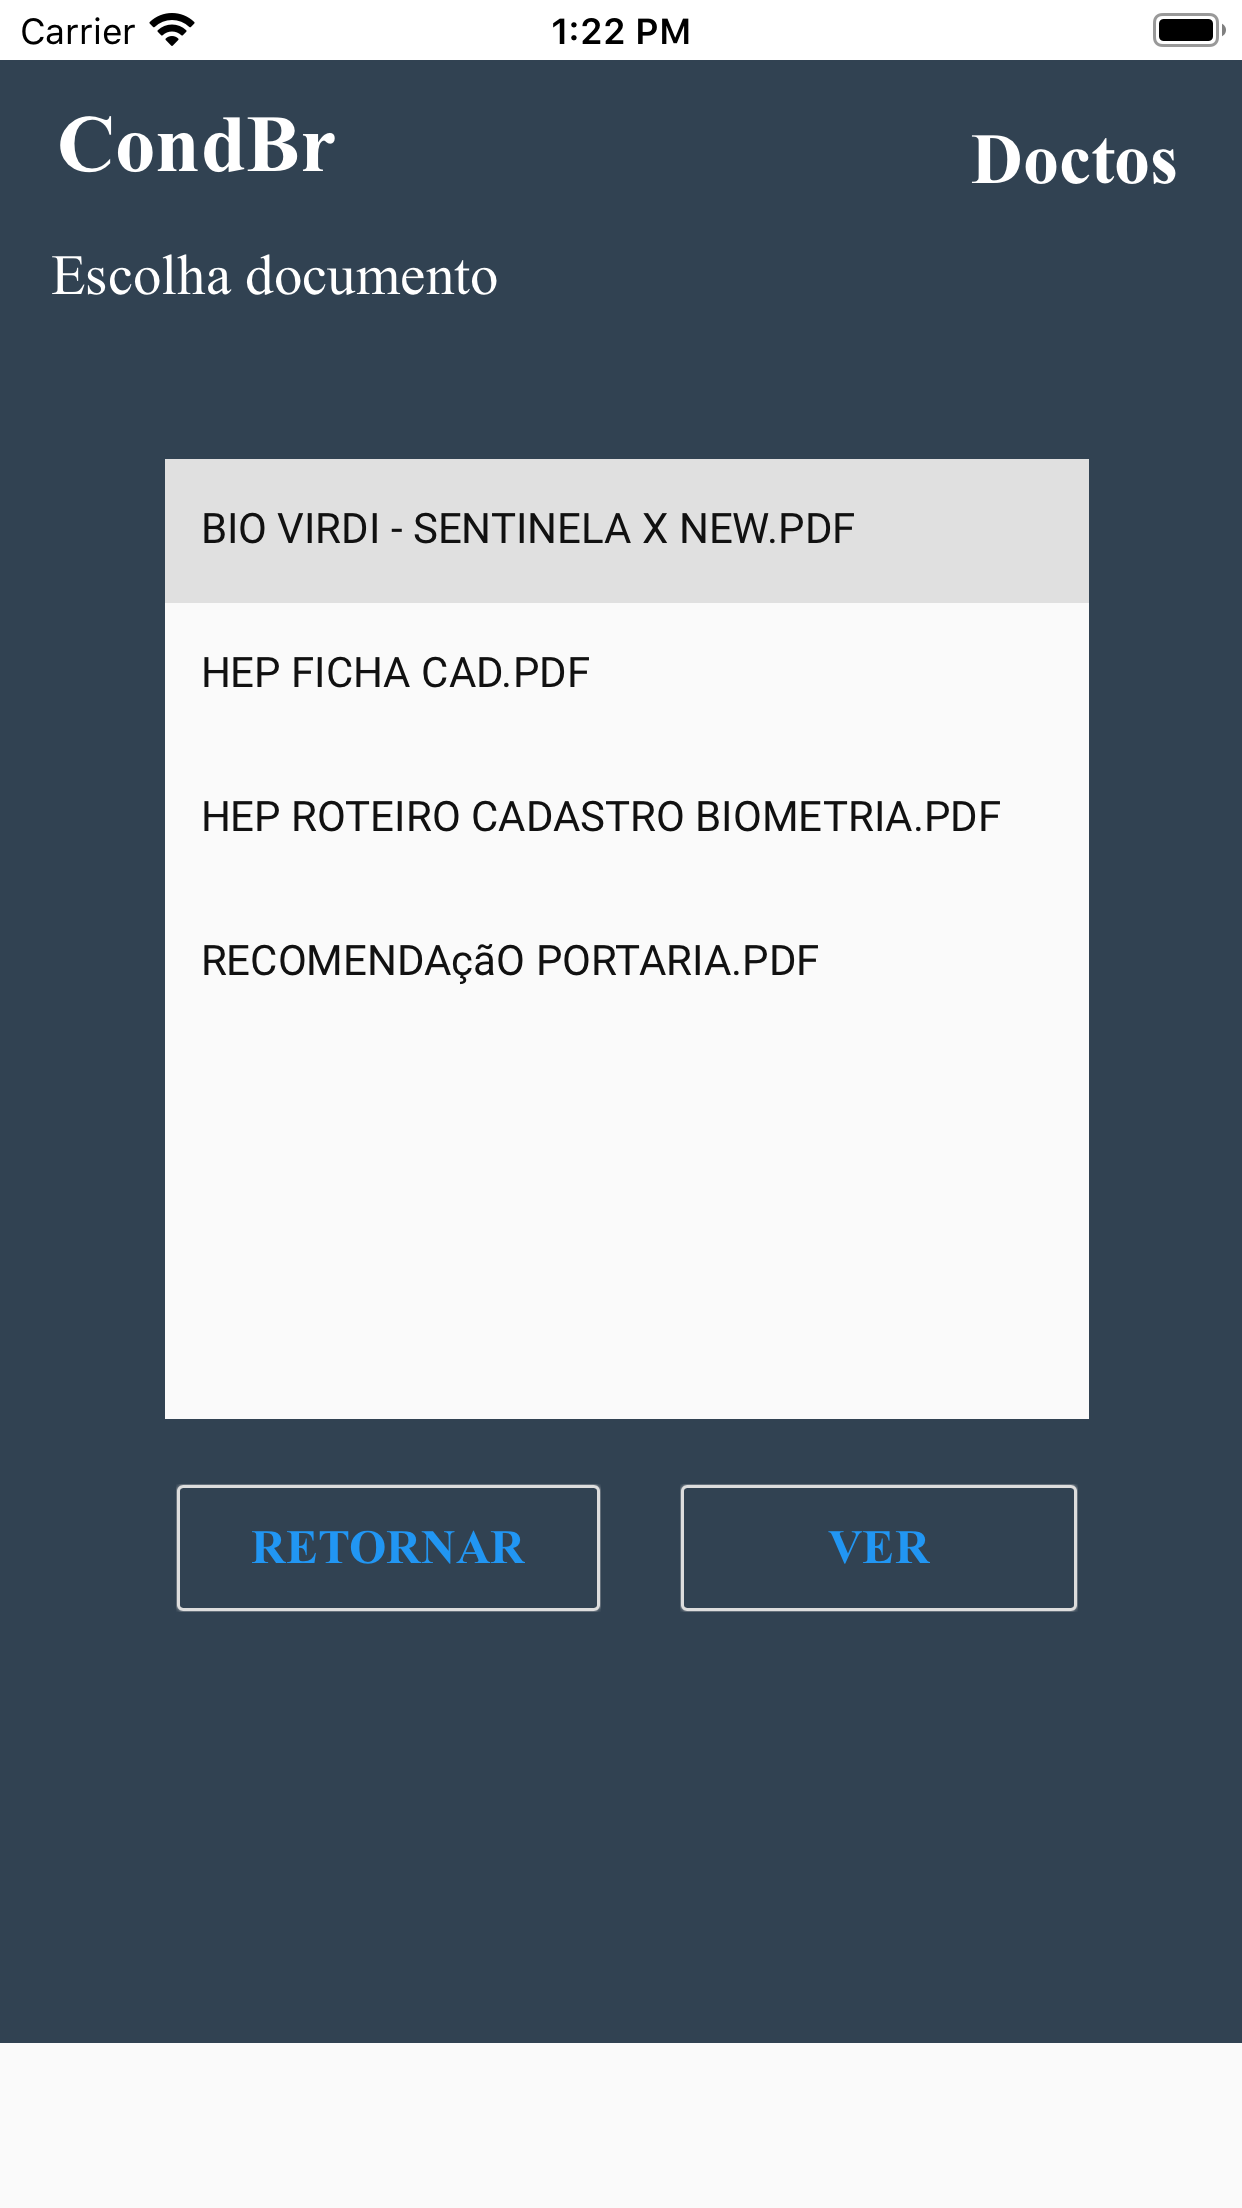 Carrier
1:22 PM
CondBr
Doctos
Escolha documento
BIO VIRDI - SENTINELA X NEW.PDF
HEP FICHA CAD.PDF
HEP ROTEIRO CADASTRO BIOMETRIA.PDF
RECOMENDAçãO PORTARIA.PDF
RETORNAR
VER